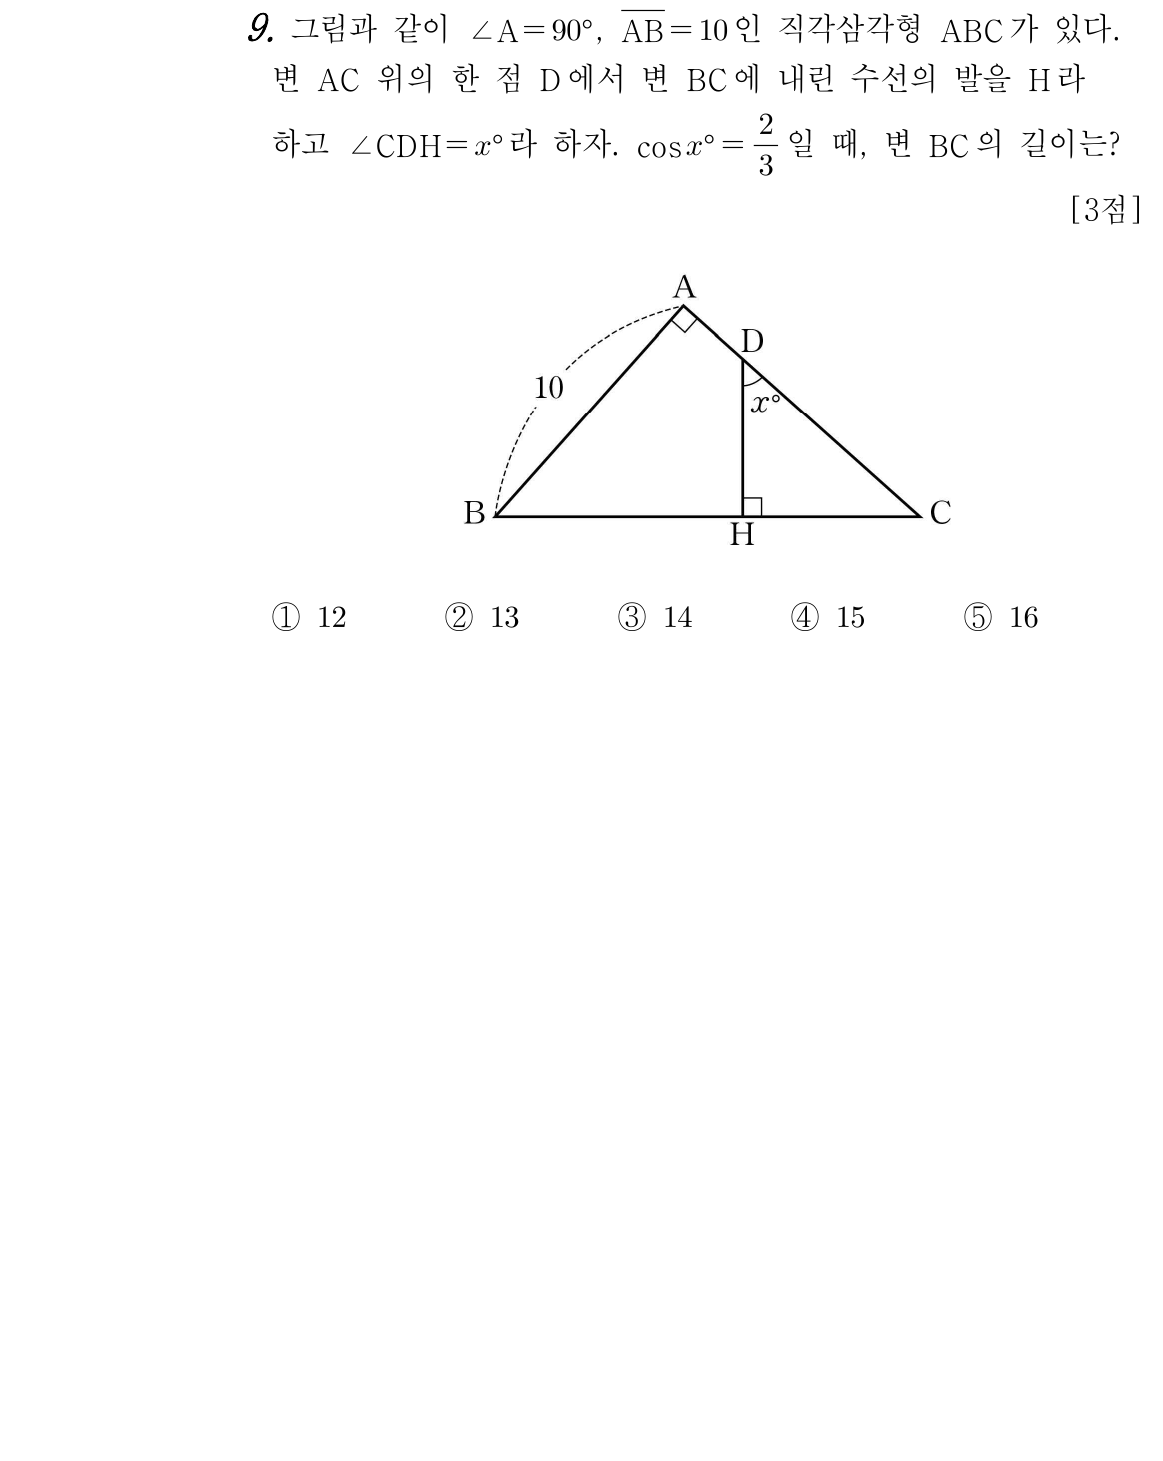 9. 그림과 같이 ∠A=90°, \overline{AB}=10인 직각삼각형 ABC가 있다.
변 AC 위의 한 점 D에서 변 BC에 내린 수선의 발을 H라
하고 ∠CDH=x°라 하자. cosx°=\frac{2}{3}일 때, 변 BC의 길이는?
[3점]
A
D
10
x°
B
C
H
① 12 ② 13 ③ 14 ④ 15 ⑤ 16